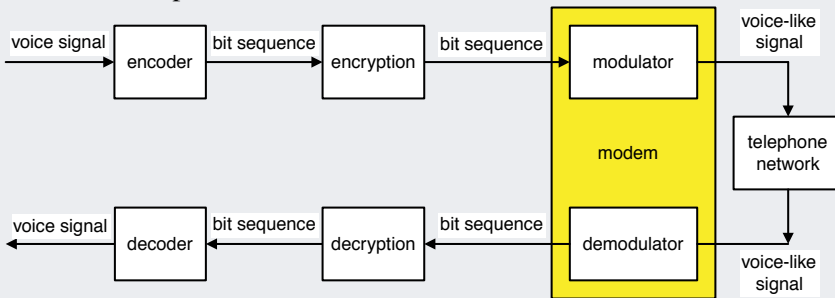 voice signal
encoder
bit sequence
encryption
bit sequence
modulator
voice-like
signal
telephone
network
modem
voice signal
decoder
bit sequence
decryption
bit sequence
demodulator
voice-like
signal